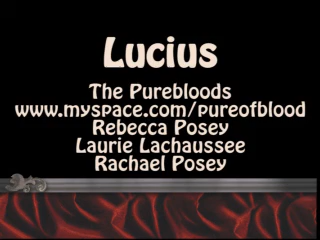 Lucius
The Purebloods
www.myspace.com/pureofblood
Rebecca Posey
Laurie Lachaussee
Rachael Posey